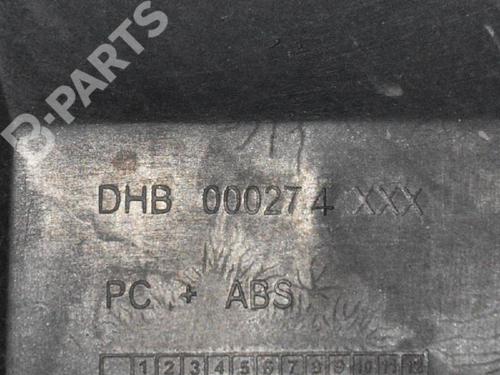 B-PARTS
DHB 000274 XXX
PC + ABS
1 2 3 4 5 6 7 8 9 10 11 12